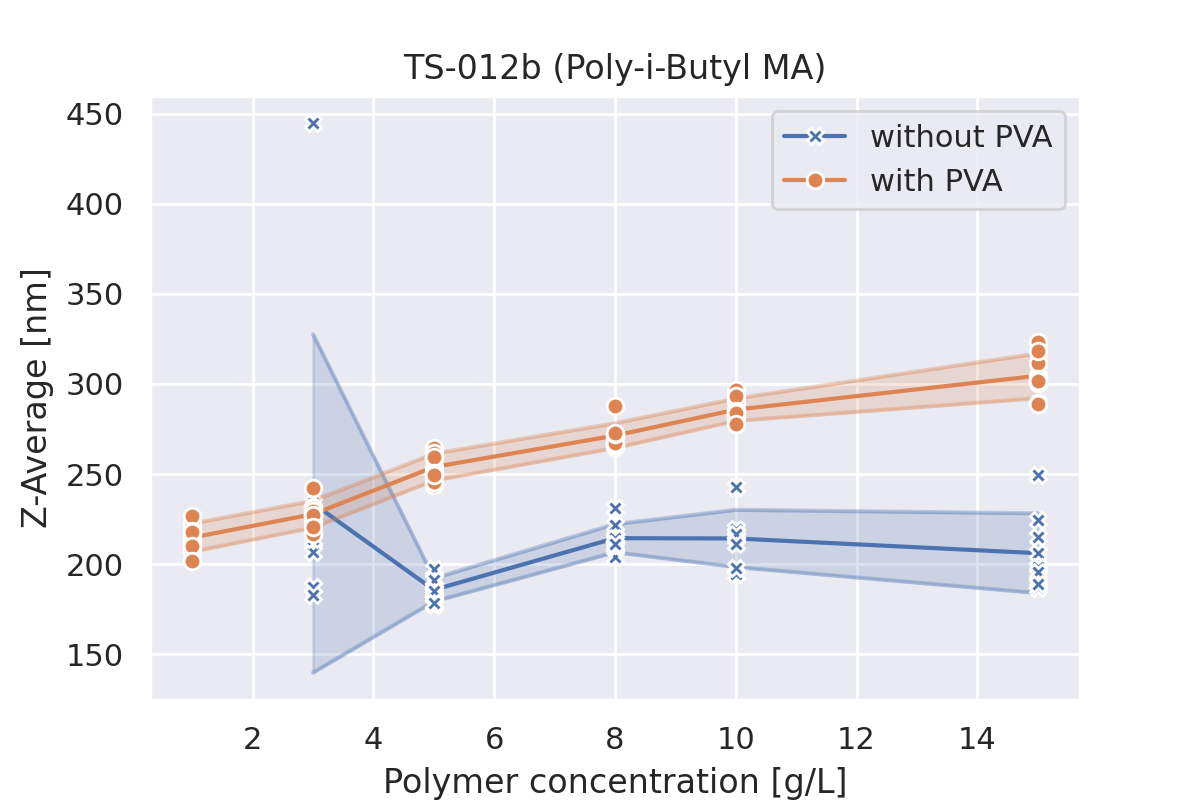 TS-012b (Poly-i-Butyl MA)
without PVA
with PVA
Z-Average [nm]
450
400
350
300
250
200
150
2 4 6 8 10 12 14
Polymer concentration [g/L]